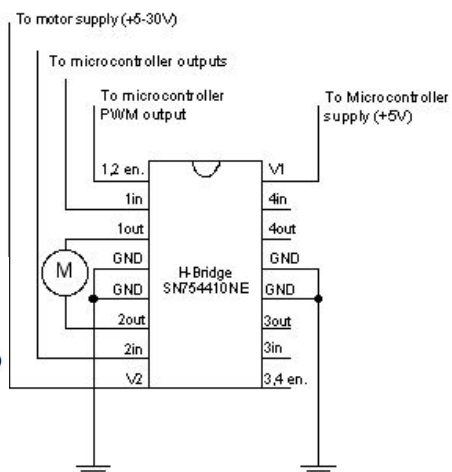 To motor supply (+5-30V)
To microcontroller outputs
To microcontroller
PWM output
To Microcontroller
supply (+5V)
1,2 en.
V1
1in
4in
1out
4out
GND
GND
M
H-Bridge
SN754410NE
GND
GND
2out
3out
2in
3in
V2
3,4 en.